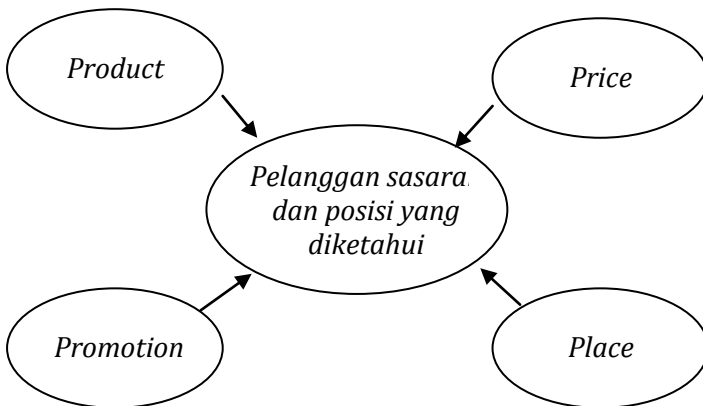 Product
Price
Pelanggan sasara
dan posisi yang
diketahui
Promotion
Place